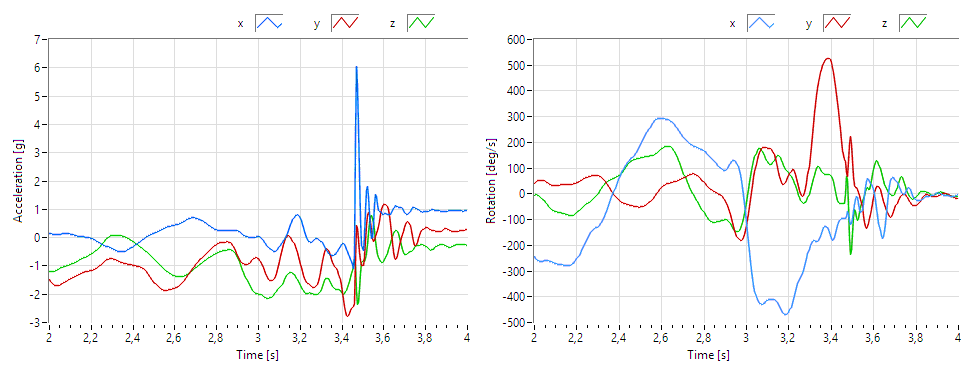 x y z
7
6
5
4
3
2
1
0
-1
-2
-3
Acceleration [g]
2 2,2 2,4 2,6 2,8 3 3,2 3,4 3,6 3,8 4
Time [s]
x y z
600
500
400
300
200
100
0
-100
-200
-300
-400
-500
Rotation [deg/s]
2 2,2 2,4 2,6 2,8 3 3,2 3,4 3,6 3,8 4
Time [s]